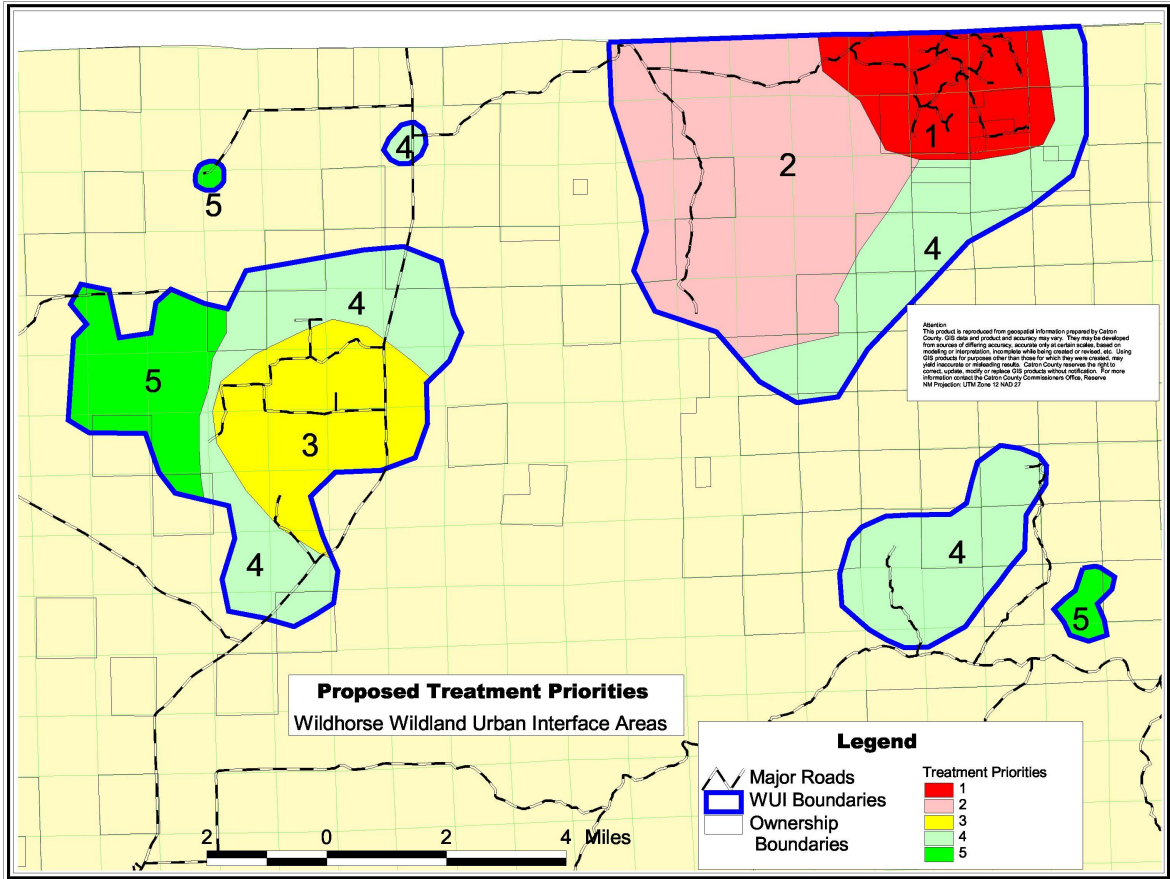 1
2
4
4
5
4
Attention
This product is reproduced from geospatial information prepared by Catron
County. GIS data and product and accuracy may vary. They may be developed
from sources of differing accuracy, accurate only at certain scales, based on
modeling or interpretation, incomplete while being created or revised, etc. Using
GIS products for purposes other than those for which they were created, may
yield inaccurate or misleading results. Catron County reserves the right to
correct, update, modify or replace GIS products without notification. For more
information contact the Catron County Commissioners Office, Reserve
NM Projection: UTM Zone 12 NAD 27
5
3
4
4
5
Proposed Treatment Priorities
Wildhorse Wildland Urban Interface Areas
Legend
Major Roads
WUI Boundaries
Ownership
Boundaries
Treatment Priorities
1
2
3
4
5
2 0 2 4 Miles